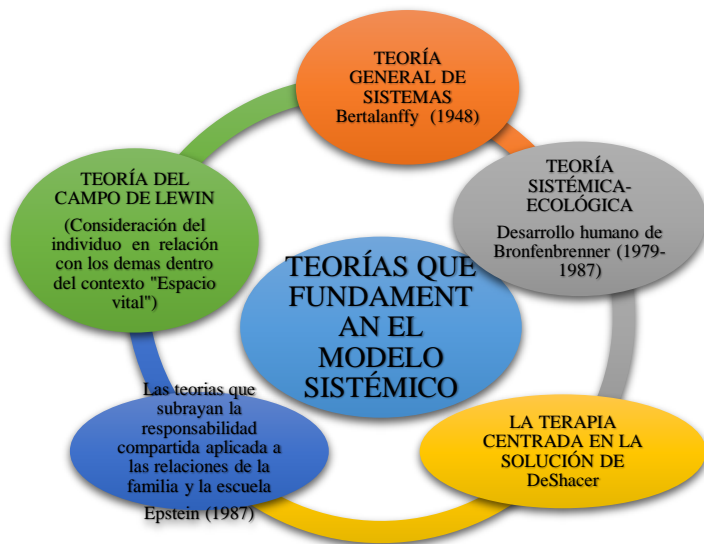 TEORÍA
GENERAL DE
SISTEMAS
Bertalanffy (1948)
TEORÍA
SISTÉMICA-
ECOLÓGICA
Desarrollo humano de
Bronfenbrenner (1979-
1987)
LA TERAPIA
CENTRADA EN LA
SOLUCIÓN DE
DeShacer
Las teorias que
subrayan la
responsabilidad
compartida aplicada a
las relaciones de la
familia y la escuela
Epstein (1987)
TEORÍA DEL
CAMPO DE LEWIN
(Consideración del
individuo en relación
con los demas dentro
del contexto "Espacio
vital")
TEORÍAS QUE
FUNDAMENT
AN EL
MODELO
SISTÉMICO